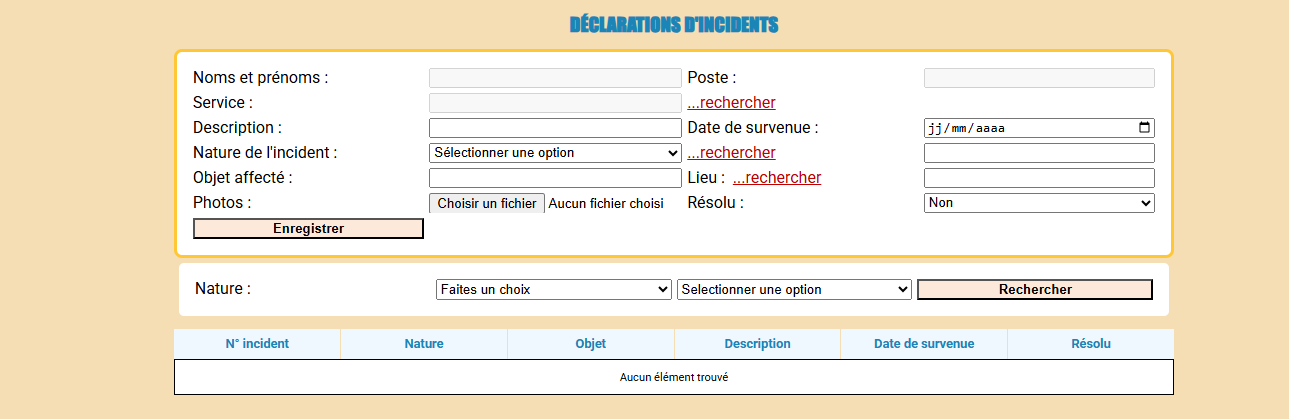 DÉCLARATIONS D'INCIDENTS
Noms et prénoms : Poste :
Service : ...rechercher
Description : Date de survenue : jj/mm/aaaa
Nature de l'incident : Sélectionner une option ...rechercher
Objet affecté : Lieu : ...rechercher
Photos : Choisir un fichier Aucun fichier choisi Résolu : Non
Enregistrer
Nature : Faites un choix Selectionner une option Rechercher
N° incident Nature Objet Description Date de survenue Résolu
Aucun élément trouvé